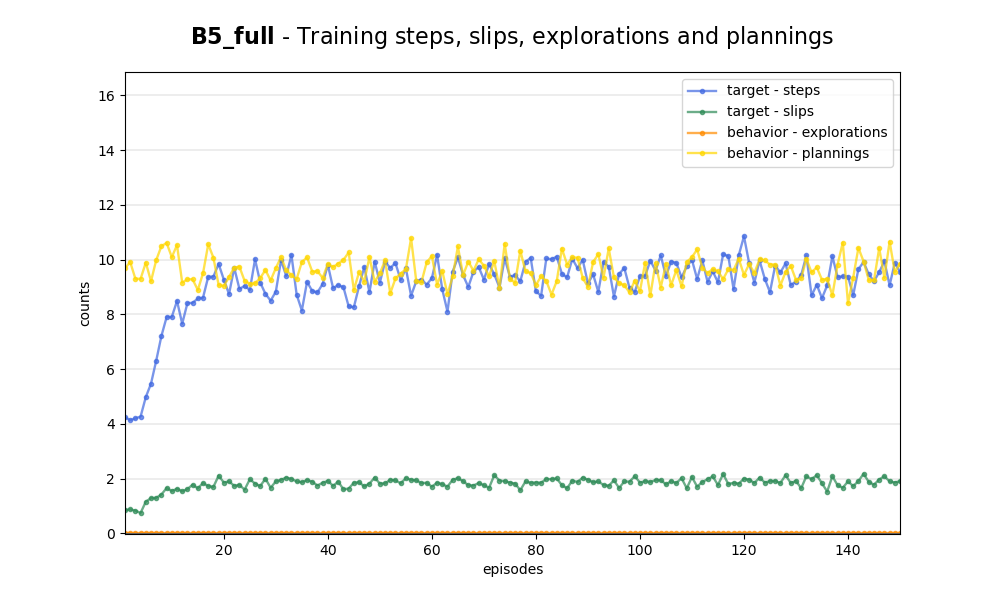 B5_full - Training steps, slips, explorations and plannings
target - steps
target - slips
behavior - explorations
behavior - plannings
counts
16
14
12
10
8
6
4
2
0
20
40
60
80
100
120
140
episodes